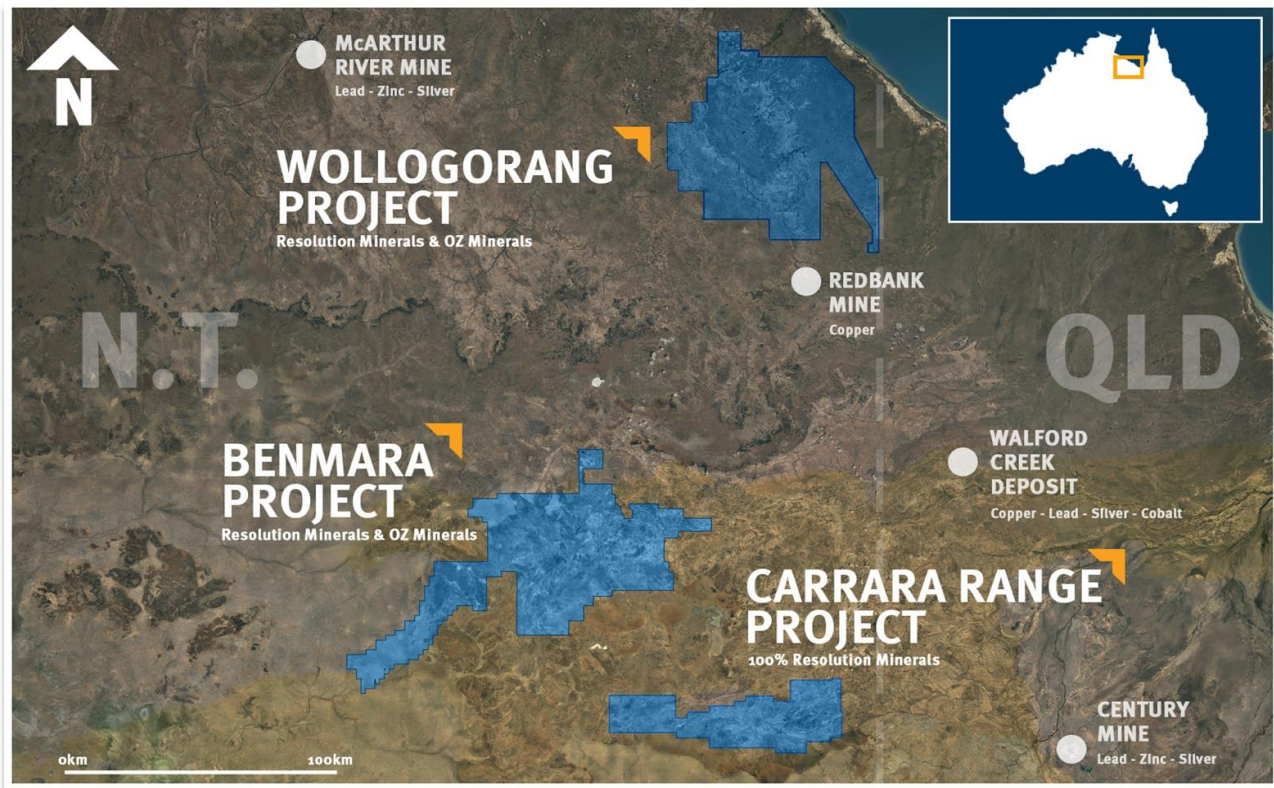 N
McARTHUR
RIVER MINE
Lead - Zinc - Silver
WOLLOGORANG
PROJECT
Resolution Minerals & OZ Minerals
REDBANK
MINE
Copper
N.T.
QLD
BENMARA
PROJECT
Resolution Minerals & OZ Minerals
WALFORD
CREEK
DEPOSIT
Copper - Lead - Silver - Cobalt
CARRARA RANGE
PROJECT
100% Resolution Minerals
CENTURY
MINE
Lead - Zinc - Silver
0km
100km